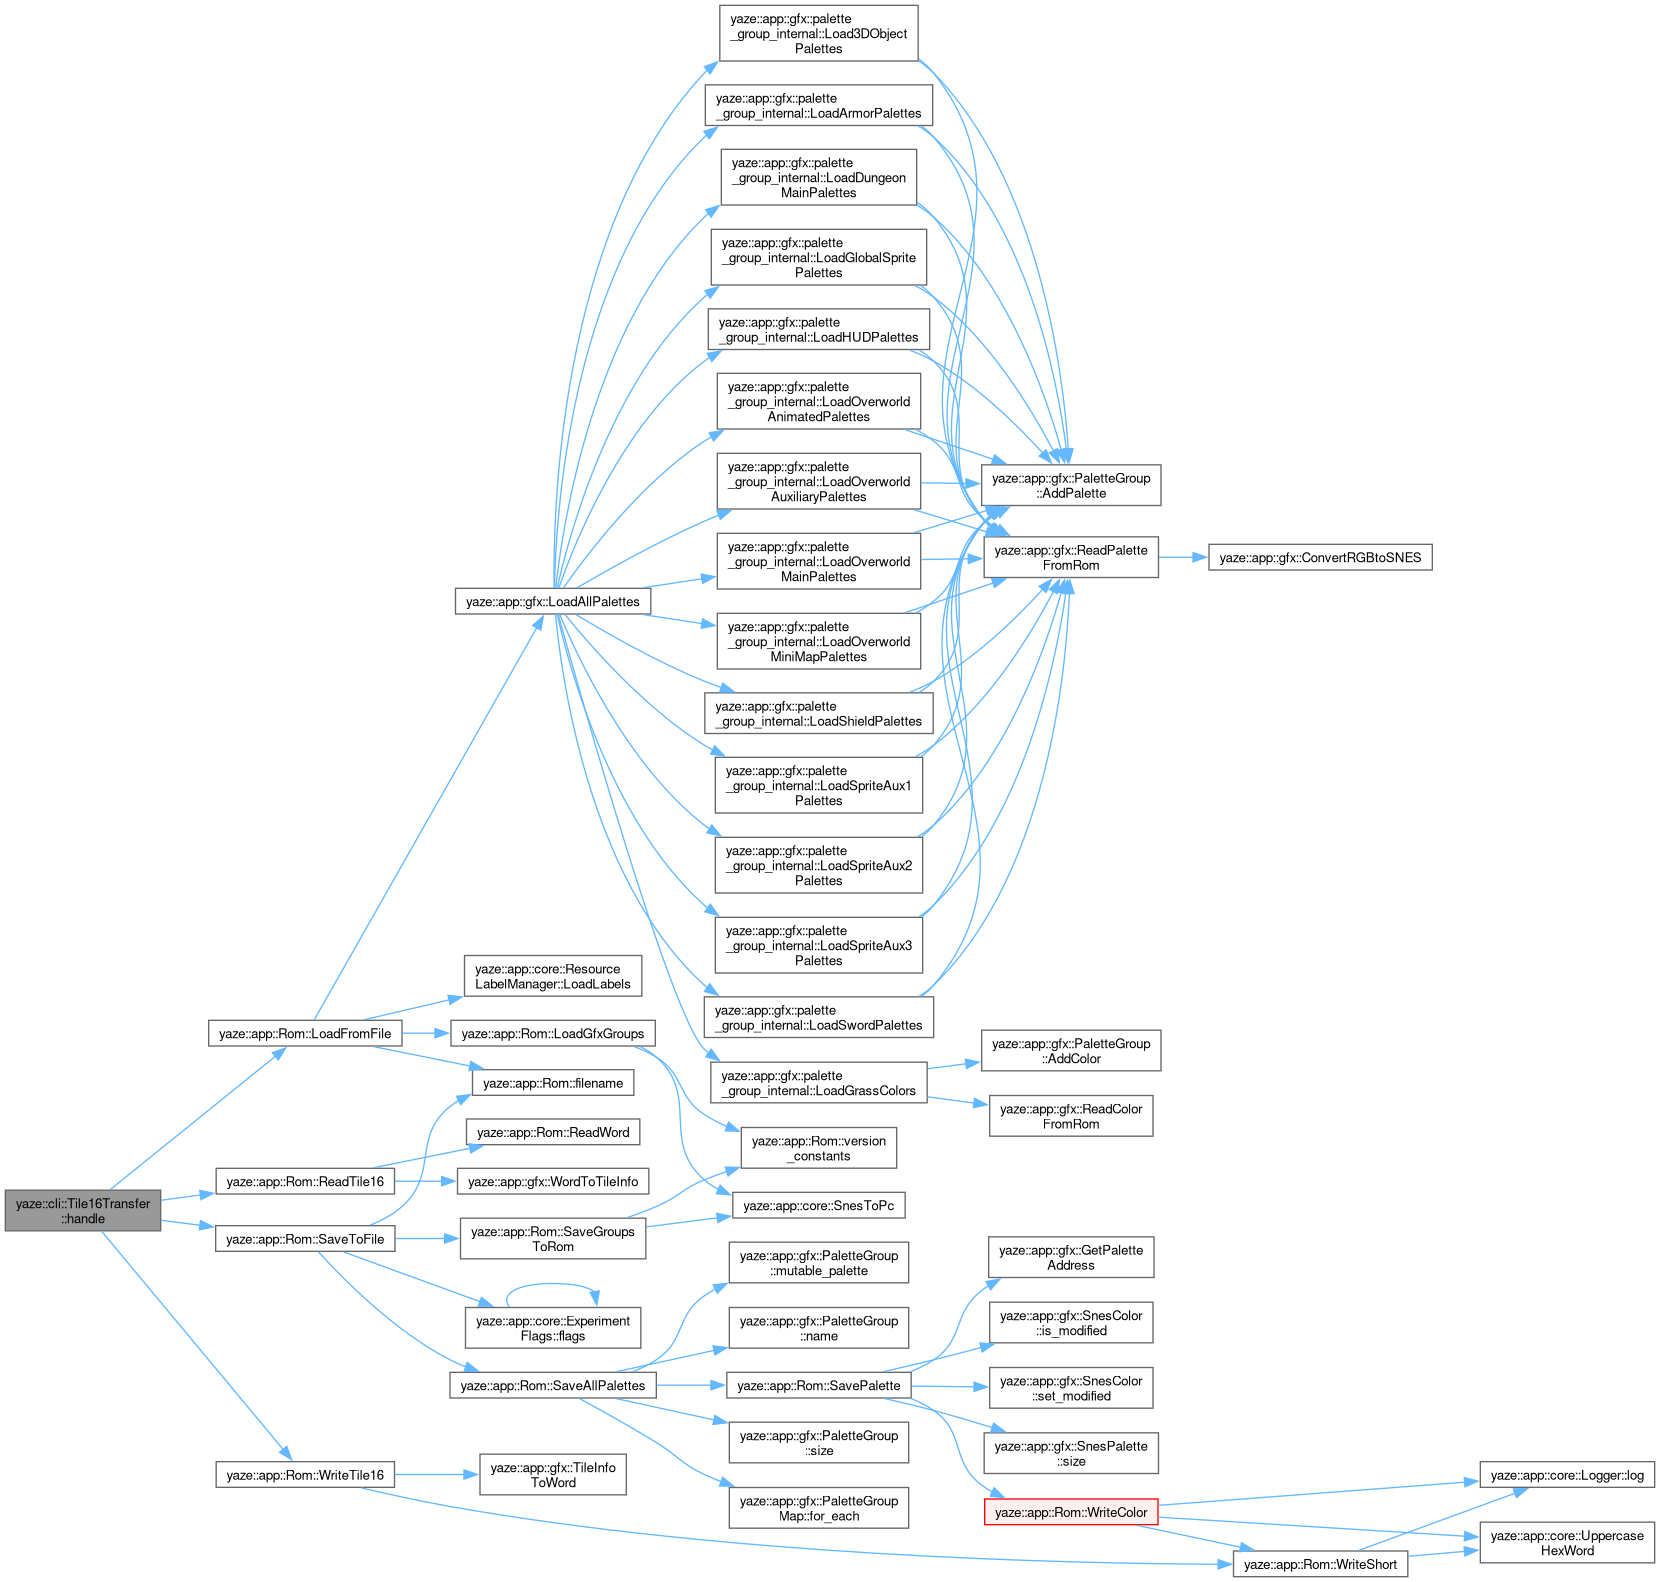 yaze::app::gfx::palette
_group_internal::Load3DObject
Palettes
yaze::app::gfx::palette
_group_internal::LoadArmorPalettes
yaze::app::gfx::palette
_group_internal::LoadDungeon
MainPalettes
yaze::app::gfx::palette
_group_internal::LoadGlobalSprite
Palettes
yaze::app::gfx::palette
_group_internal::LoadHUDPalettes
yaze::app::gfx::palette
_group_internal::LoadOverworld
AnimatedPalettes
yaze::app::gfx::palette
_group_internal::LoadOverworld
AuxiliaryPalettes
yaze::app::gfx::PaletteGroup
::AddPalette
yaze::app::gfx::palette
_group_internal::LoadOverworld
MainPalettes
yaze::app::gfx::ReadPalette
FromRom
yaze::app::gfx::ConvertRGBtoSNES
yaze::app::gfx::LoadAllPalettes
yaze::app::gfx::palette
_group_internal::LoadOverworld
MiniMapPalettes
yaze::app::gfx::palette
_group_internal::LoadShieldPalettes
yaze::app::gfx::palette
_group_internal::LoadSpriteAux1
Palettes
yaze::app::gfx::palette
_group_internal::LoadSpriteAux2
Palettes
yaze::app::gfx::palette
_group_internal::LoadSpriteAux3
Palettes
yaze::app::core::Resource
LabelManager::LoadLabels
yaze::app::gfx::palette
_group_internal::LoadSwordPalettes
yaze::app::Rom::LoadFromFile
yaze::app::Rom::LoadGfxGroups
yaze::app::gfx::PaletteGroup
::AddColor
yaze::app::Rom::filename
yaze::app::gfx::palette
_group_internal::LoadGrassColors
yaze::app::gfx::ReadColor
FromRom
yaze::app::Rom::ReadWord
yaze::app::Rom::version
_constants
yaze::app::Rom::ReadTile16
yaze::app::gfx::WordToTileInfo
yaze::cli::Tile16Transfer
::handle
yaze::app::core::SnesToPc
yaze::app::Rom::SaveToFile
yaze::app::Rom::SaveGroups
ToRom
yaze::app::gfx::PaletteGroup
::mutable_palette
yaze::app::gfx::GetPalette
Address
yaze::app::core::Experiment
Flags::flags
yaze::app::gfx::PaletteGroup
::name
yaze::app::gfx::SnesColor
::is_modified
yaze::app::Rom::SaveAllPalettes
yaze::app::Rom::SavePalette
yaze::app::gfx::SnesColor
::set_modified
yaze::app::gfx::PaletteGroup
::size
yaze::app::gfx::SnesPalette
::size
yaze::app::Rom::WriteTile16
yaze::app::gfx::TileInfo
ToWord
yaze::app::gfx::PaletteGroup
Map::for_each
yaze::app::Rom::WriteColor
yaze::app::core::Logger::log
yaze::app::core::Uppercase
HexWord
yaze::app::Rom::WriteShort